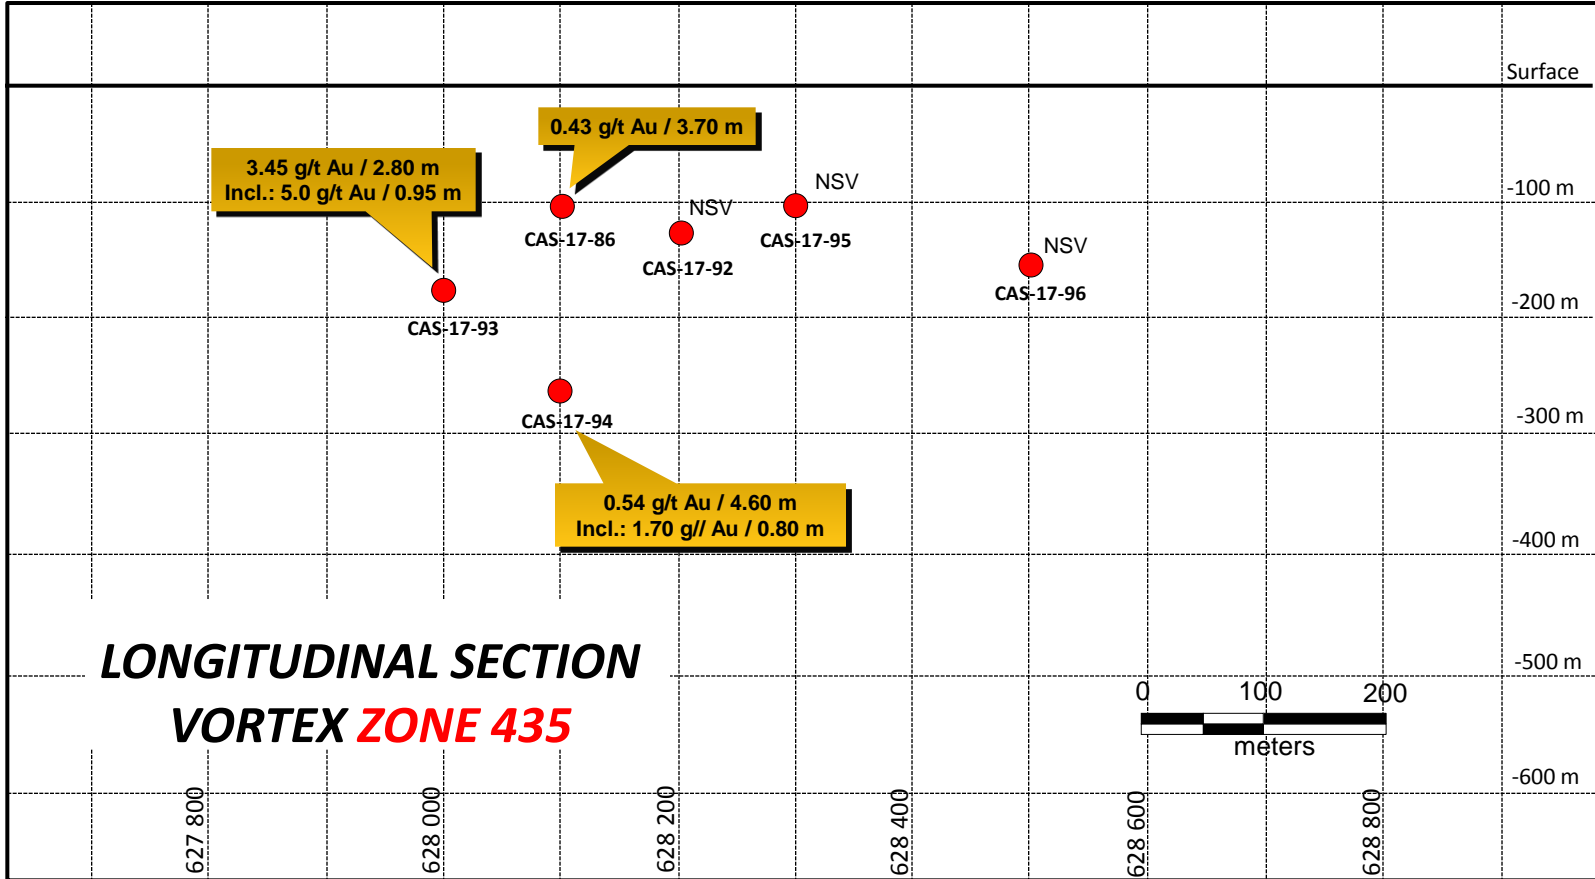 Surface
0.43 g/t Au / 3.70 m
3.45 g/t Au / 2.80 m
Incl.: 5.0 g/t Au / 0.95 m
NSV
-100 m
NSV
CAS-17-86
CAS-17-95
NSV
CAS-17-92
CAS-17-96
-200 m
CAS-17-93
-300 m
CAS-17-94
0.54 g/t Au / 4.60 m
Incl.: 1.70 g// Au / 0.80 m
-400 m
LONGITUDINAL SECTION
-500 m
VORTEX ZONE 435
0 100 200
meters
-600 m
627 800
628 000
628 200
628 400
628 600
628 800